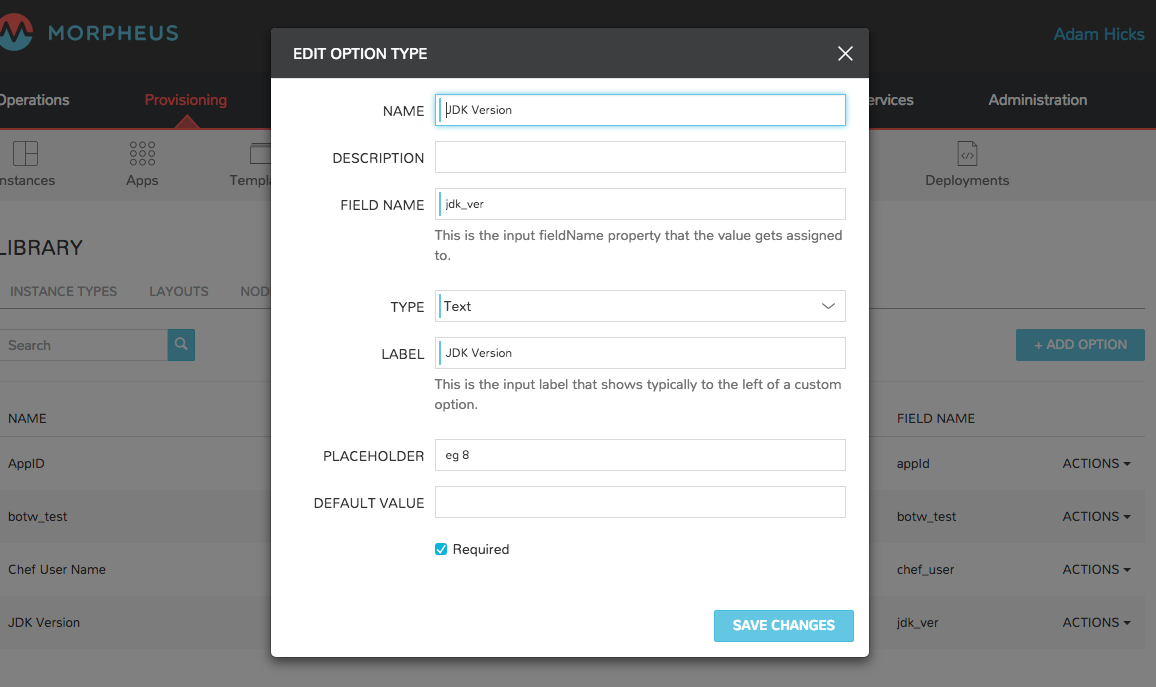 MORPHEUS
Adam Hicks
EDIT OPTION TYPE
Operations
Provisioning
ervices
Administration
nstances
Apps
Templa
Deployments
NAME
JDK Version
DESCRIPTION
FIELD NAME
jdk_ver
This is the input fieldName property that the value gets assigned
to.
LIBRARY
INSTANCE TYPES
LAYOUTS
NOD
TYPE
Text
Search
+ ADD OPTION
LABEL
JDK Version
This is the input label that shows typically to the left of a custom
option.
NAME
FIELD NAME
PLACEHOLDER
eg 8
AppID
appId
ACTIONS
DEFAULT VALUE
botw_test
botw_test
ACTIONS
Required
Chef User Name
chef_user
ACTIONS
JDK Version
jdk_ver
ACTIONS
SAVE CHANGES